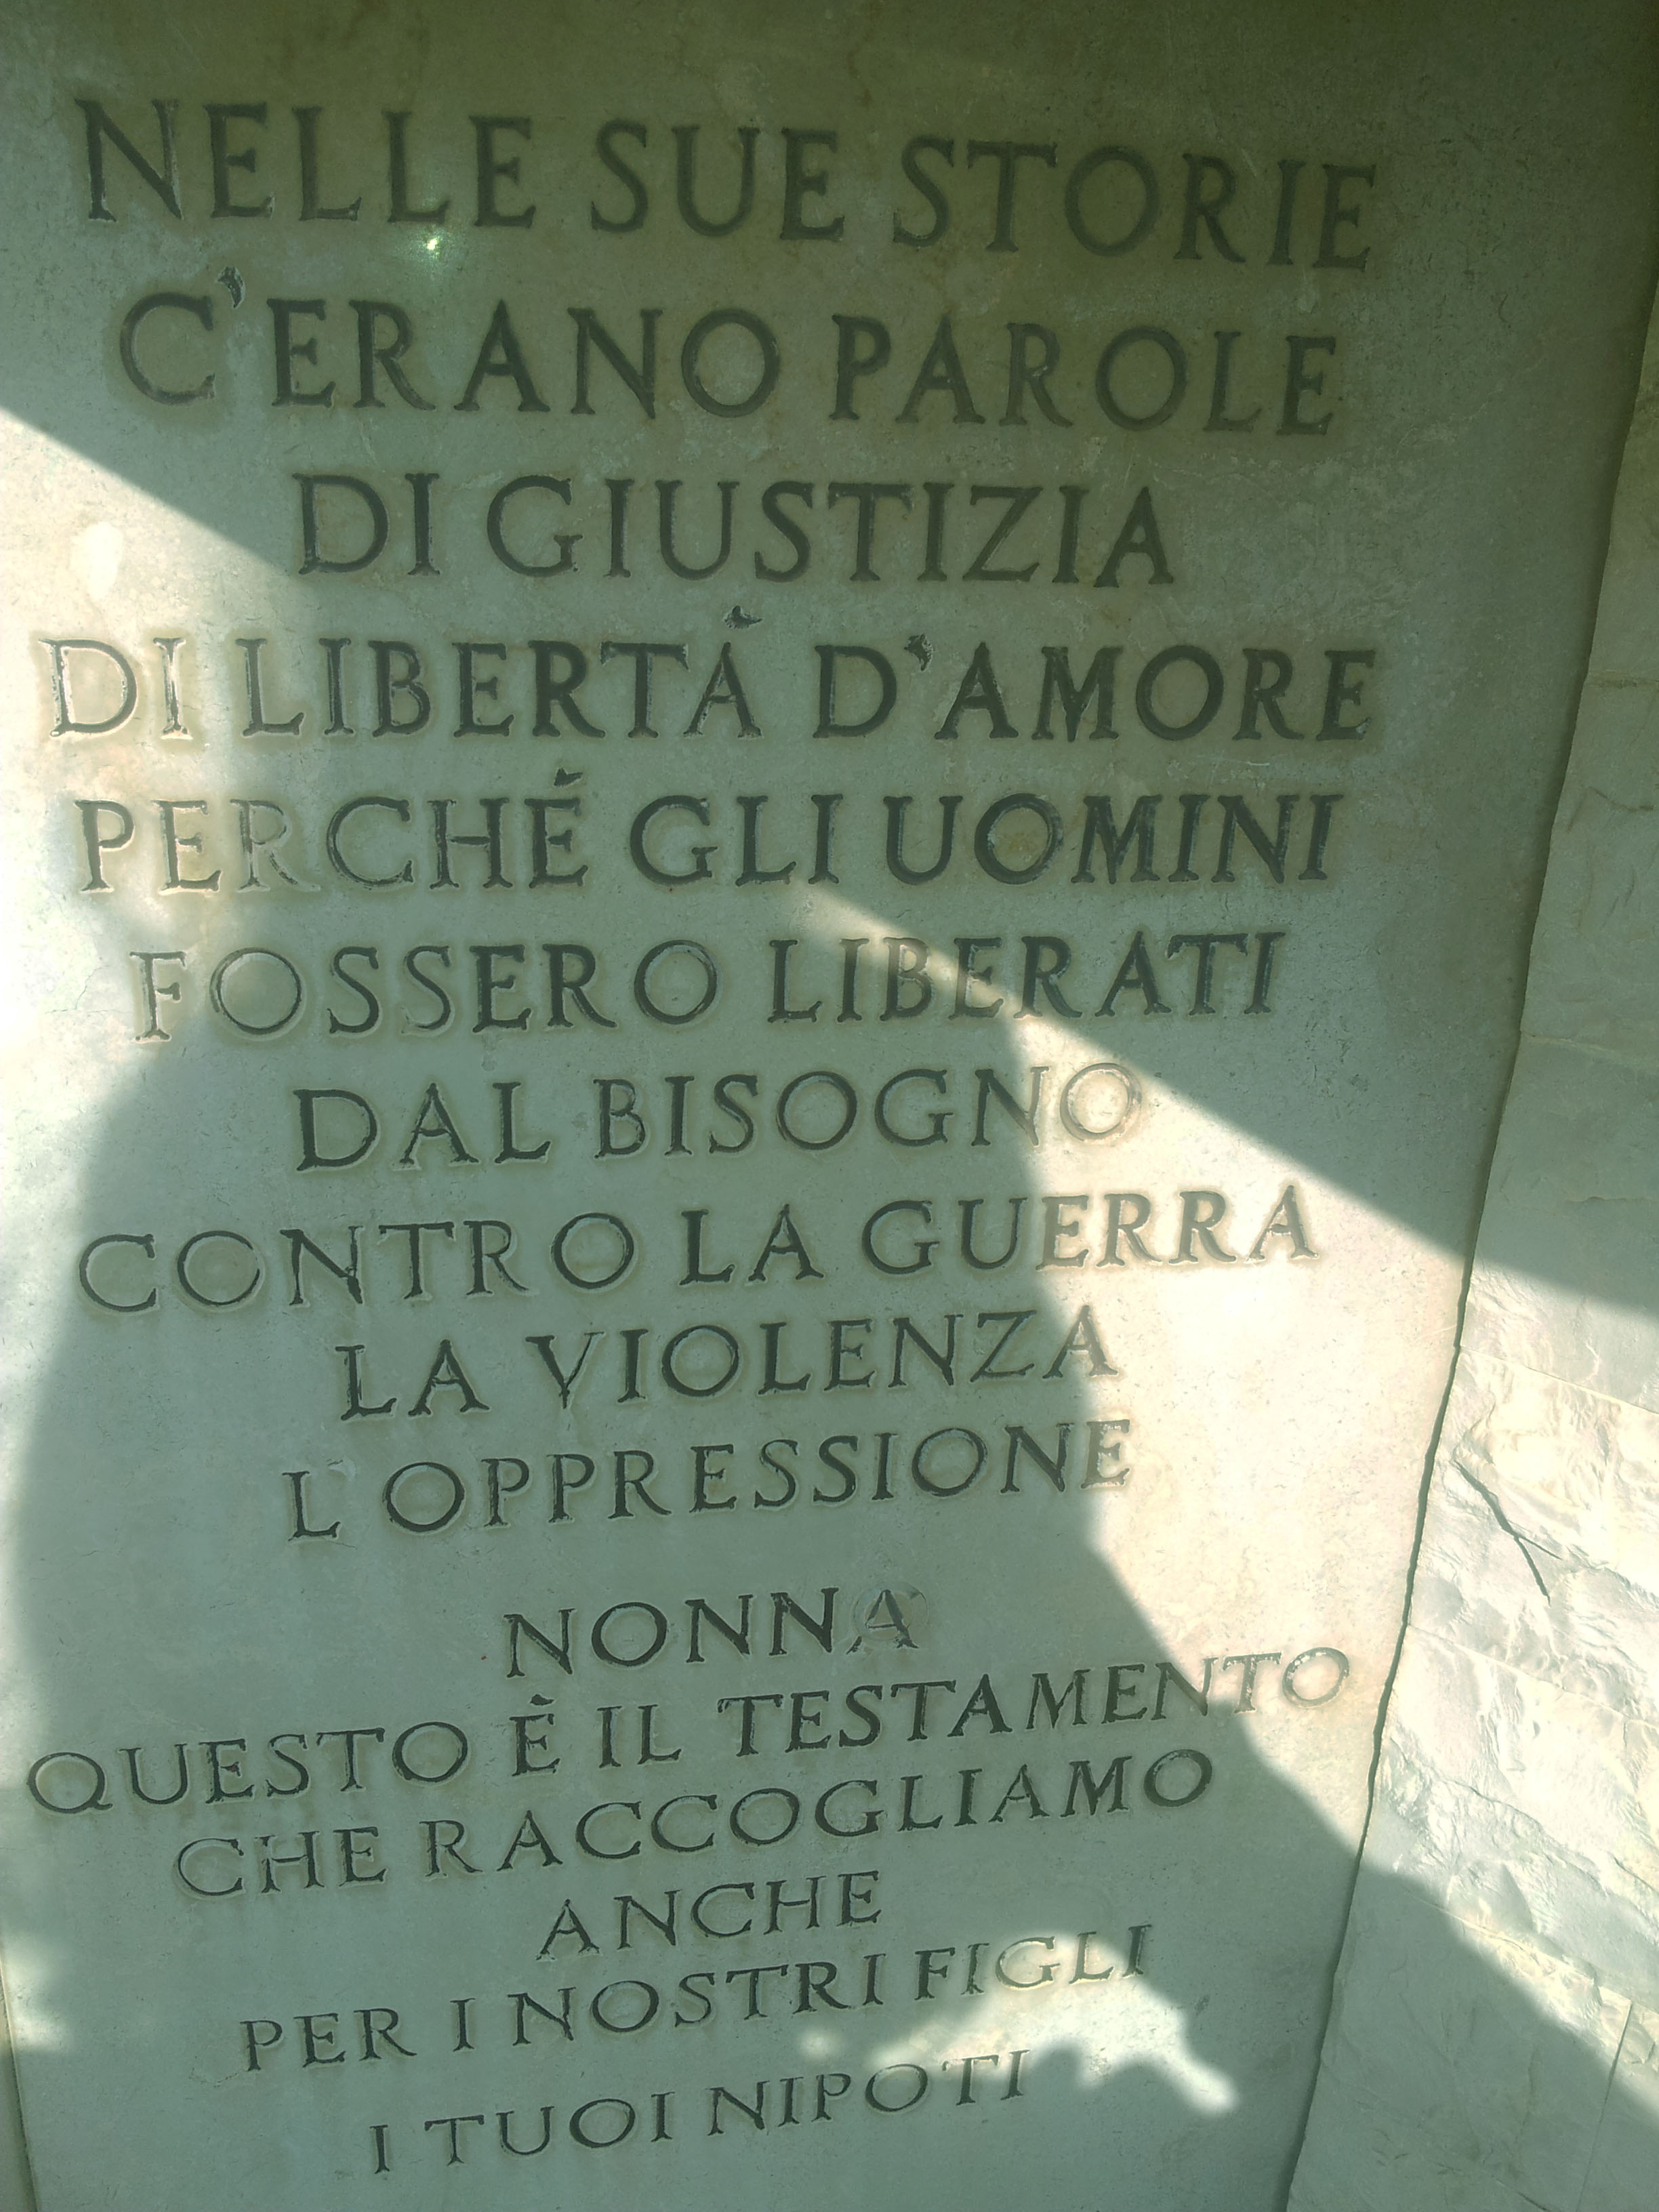 NELLE SUE STORIE
C'ERANO PAROLE
DI GIUSTIZIA
DI LIBERTÀ D'AMORE
PERCHÉ GLI UOMINI
FOSSERO LIBERATI
DAL BISOGNO
CONTRO LA GUERRA
LA VIOLENZA
L'OPPRESSIONE
NONNA
QUESTO È IL TESTAMENTO
CHE RACCOGLIAMO
ANCHE
PER I NOSTRI FIGLI
I TUOI NIPOTI